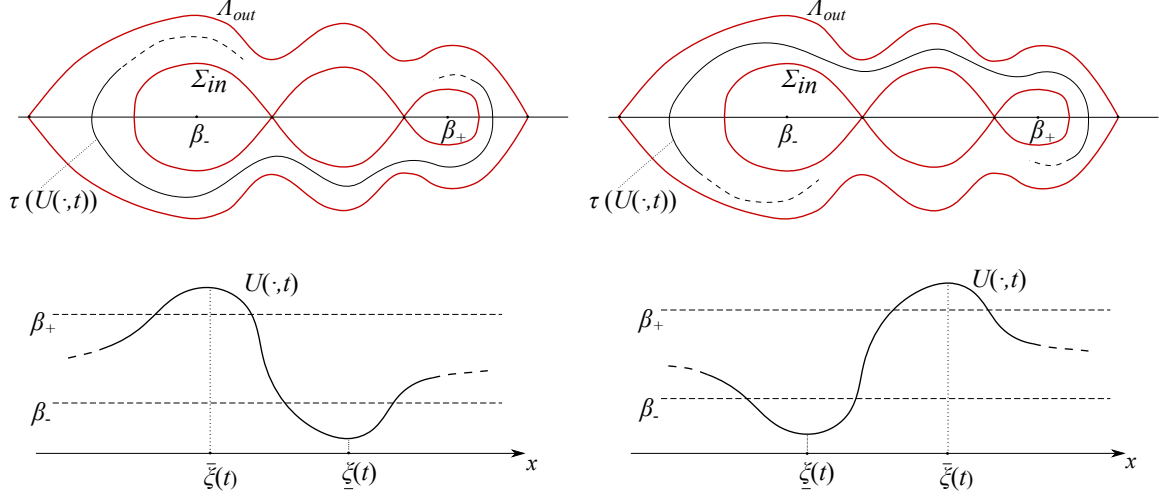 Λout
Σin
β-
β+
τ (U(·,t))
U(·,t)
β+
β-
ξ̄(t)
ξ̲(t)
x
Λout
Σin
β-
β+
τ (U(·,t))
U(·,t)
β+
β-
ξ̲(t)
ξ̄(t)
x